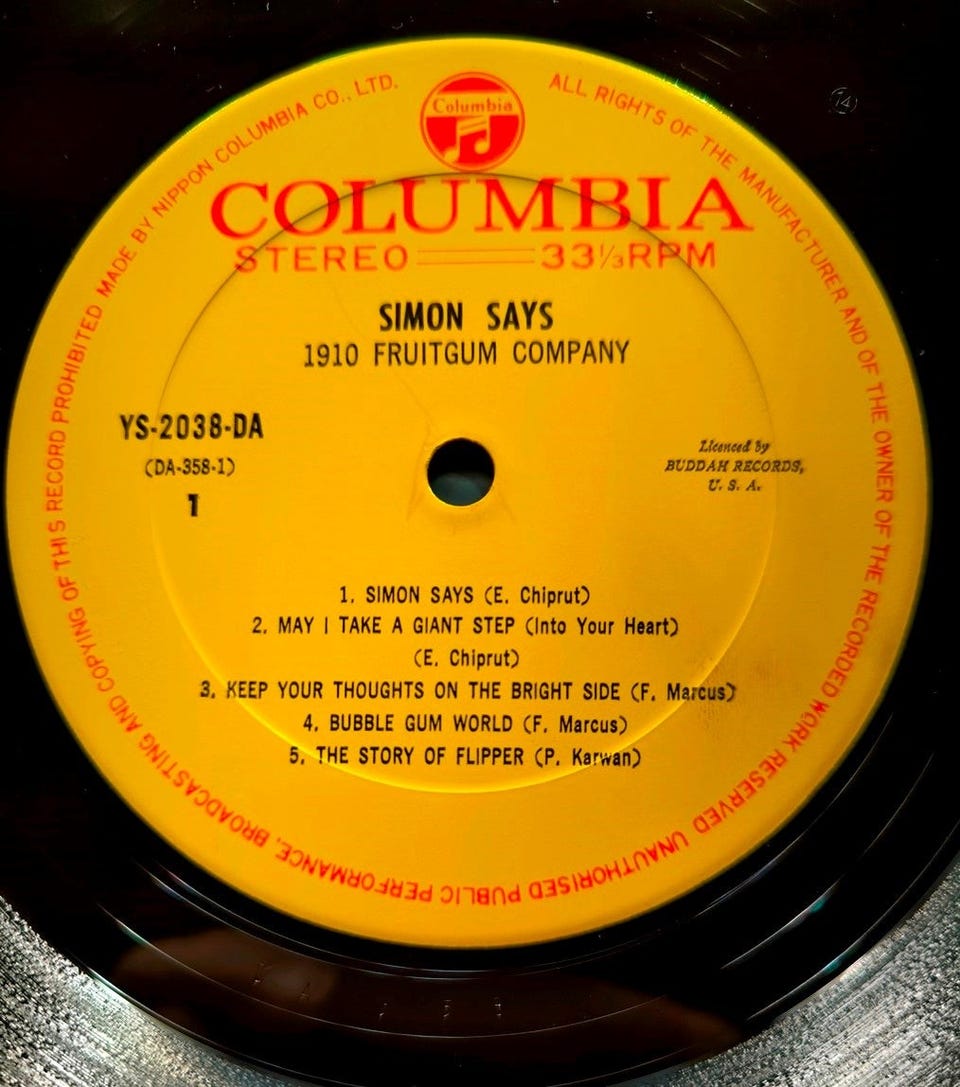 MADE BY NIPPON COLUMBIA CO., LTD.
ALL RIGHTS OF THE MANUFACTURER AND OF THE OWNER OF THE RECORDED WORK RESERVED UNAUTHORISED PUBLIC PERFORMANCE, BROADCASTING AND COPYING OF THIS RECORD PROHIBITED
Columbia
COLUMBIA
STEREO 33⅓RPM
SIMON SAYS
1910 FRUITGUM COMPANY
YS-2038-DA
(DA-358-1)
1
Licenced by
BUDDAH RECORDS,
U. S. A.
1. SIMON SAYS (E. Chiprut)
2. MAY I TAKE A GIANT STEP (Into Your Heart)
(E. Chiprut)
3. KEEP YOUR THOUGHTS ON THE BRIGHT SIDE (F. Marcus)
4. BUBBLE GUM WORLD (F. Marcus)
5. THE STORY OF FLIPPER (P. Karwan)
14